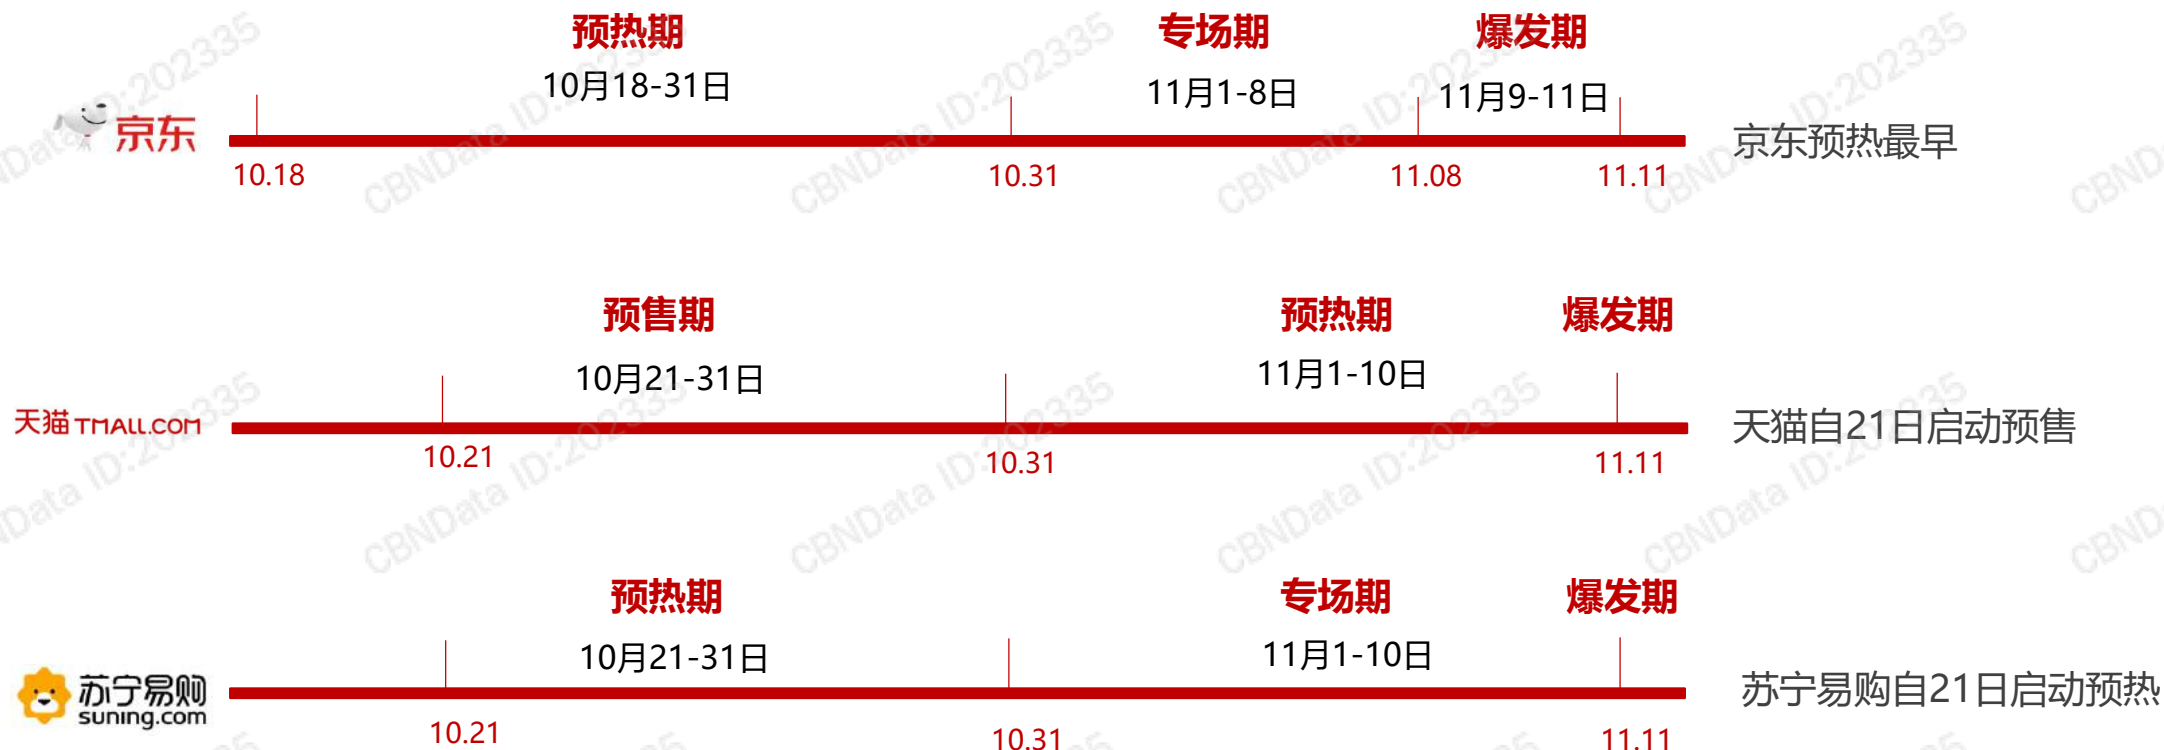 预热期 专场期 爆发期
10月18-31日 11月1-8日 11月9-11日
京东 京东预热最早
10.18 10.31 11.08 11.11
预售期 预热期 爆发期
10月21-31日 11月1-10日
天猫 TMALL.COM 天猫自21日启动预售
10.21 10.31 11.11
预热期 专场期 爆发期
10月21-31日 11月1-10日
苏宁易购 苏宁易购自21日启动预热
suning.com
10.21 10.31 11.11
CBNData ID:202335